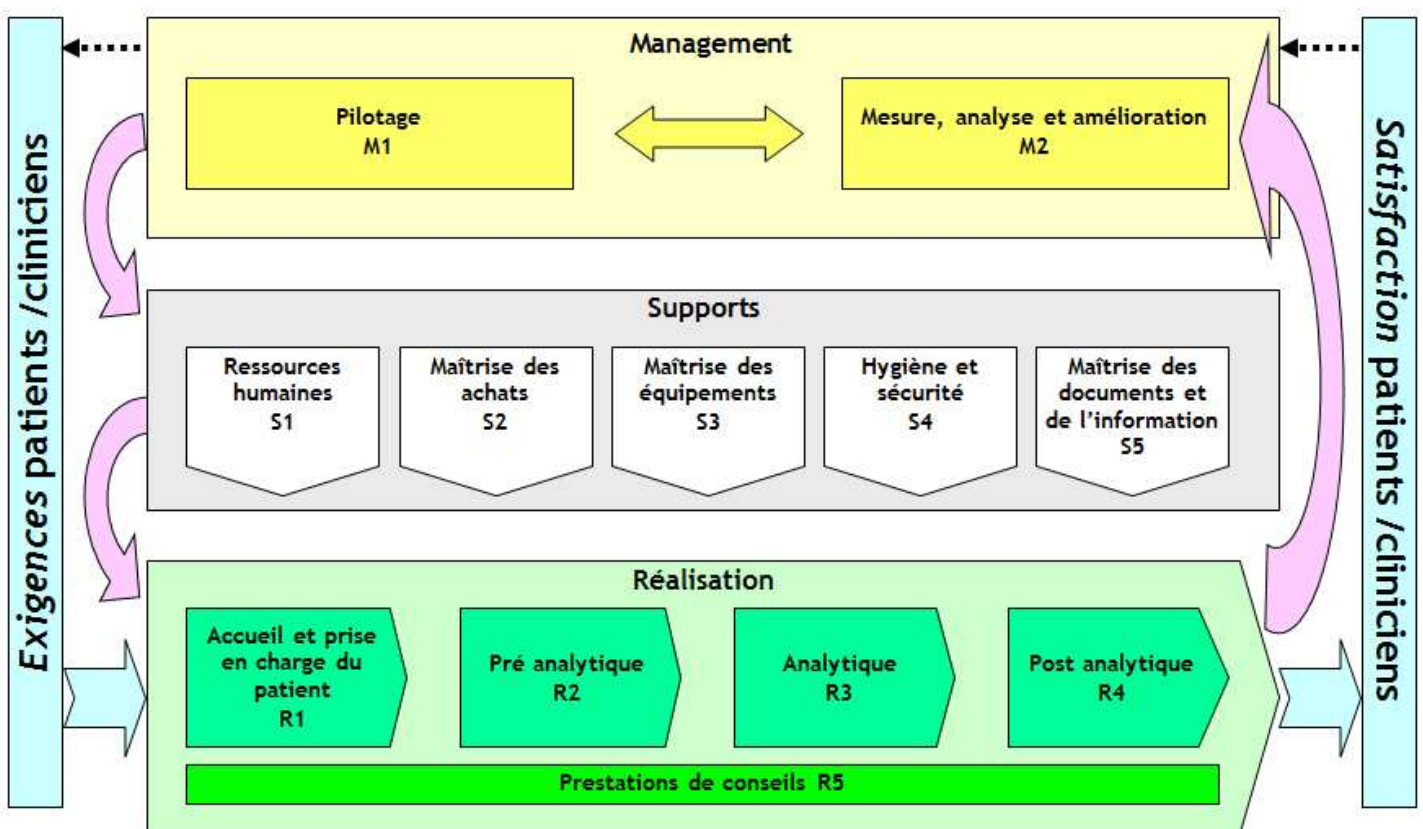 Exigences patients /cliniciens
Management
Pilotage
M1
Mesure, analyse et amélioration
M2
Supports
Ressources
humaines
S1
Maîtrise des
achats
S2
Maîtrise des
équipements
S3
Hygiène et
sécurité
S4
Maîtrise des
documents et
de l'information
S5
Réalisation
Accueil et prise
en charge du
patient
R1
Pré analytique
R2
Analytique
R3
Post analytique
R4
Prestations de conseils R5
Satisfaction patients /cliniciens